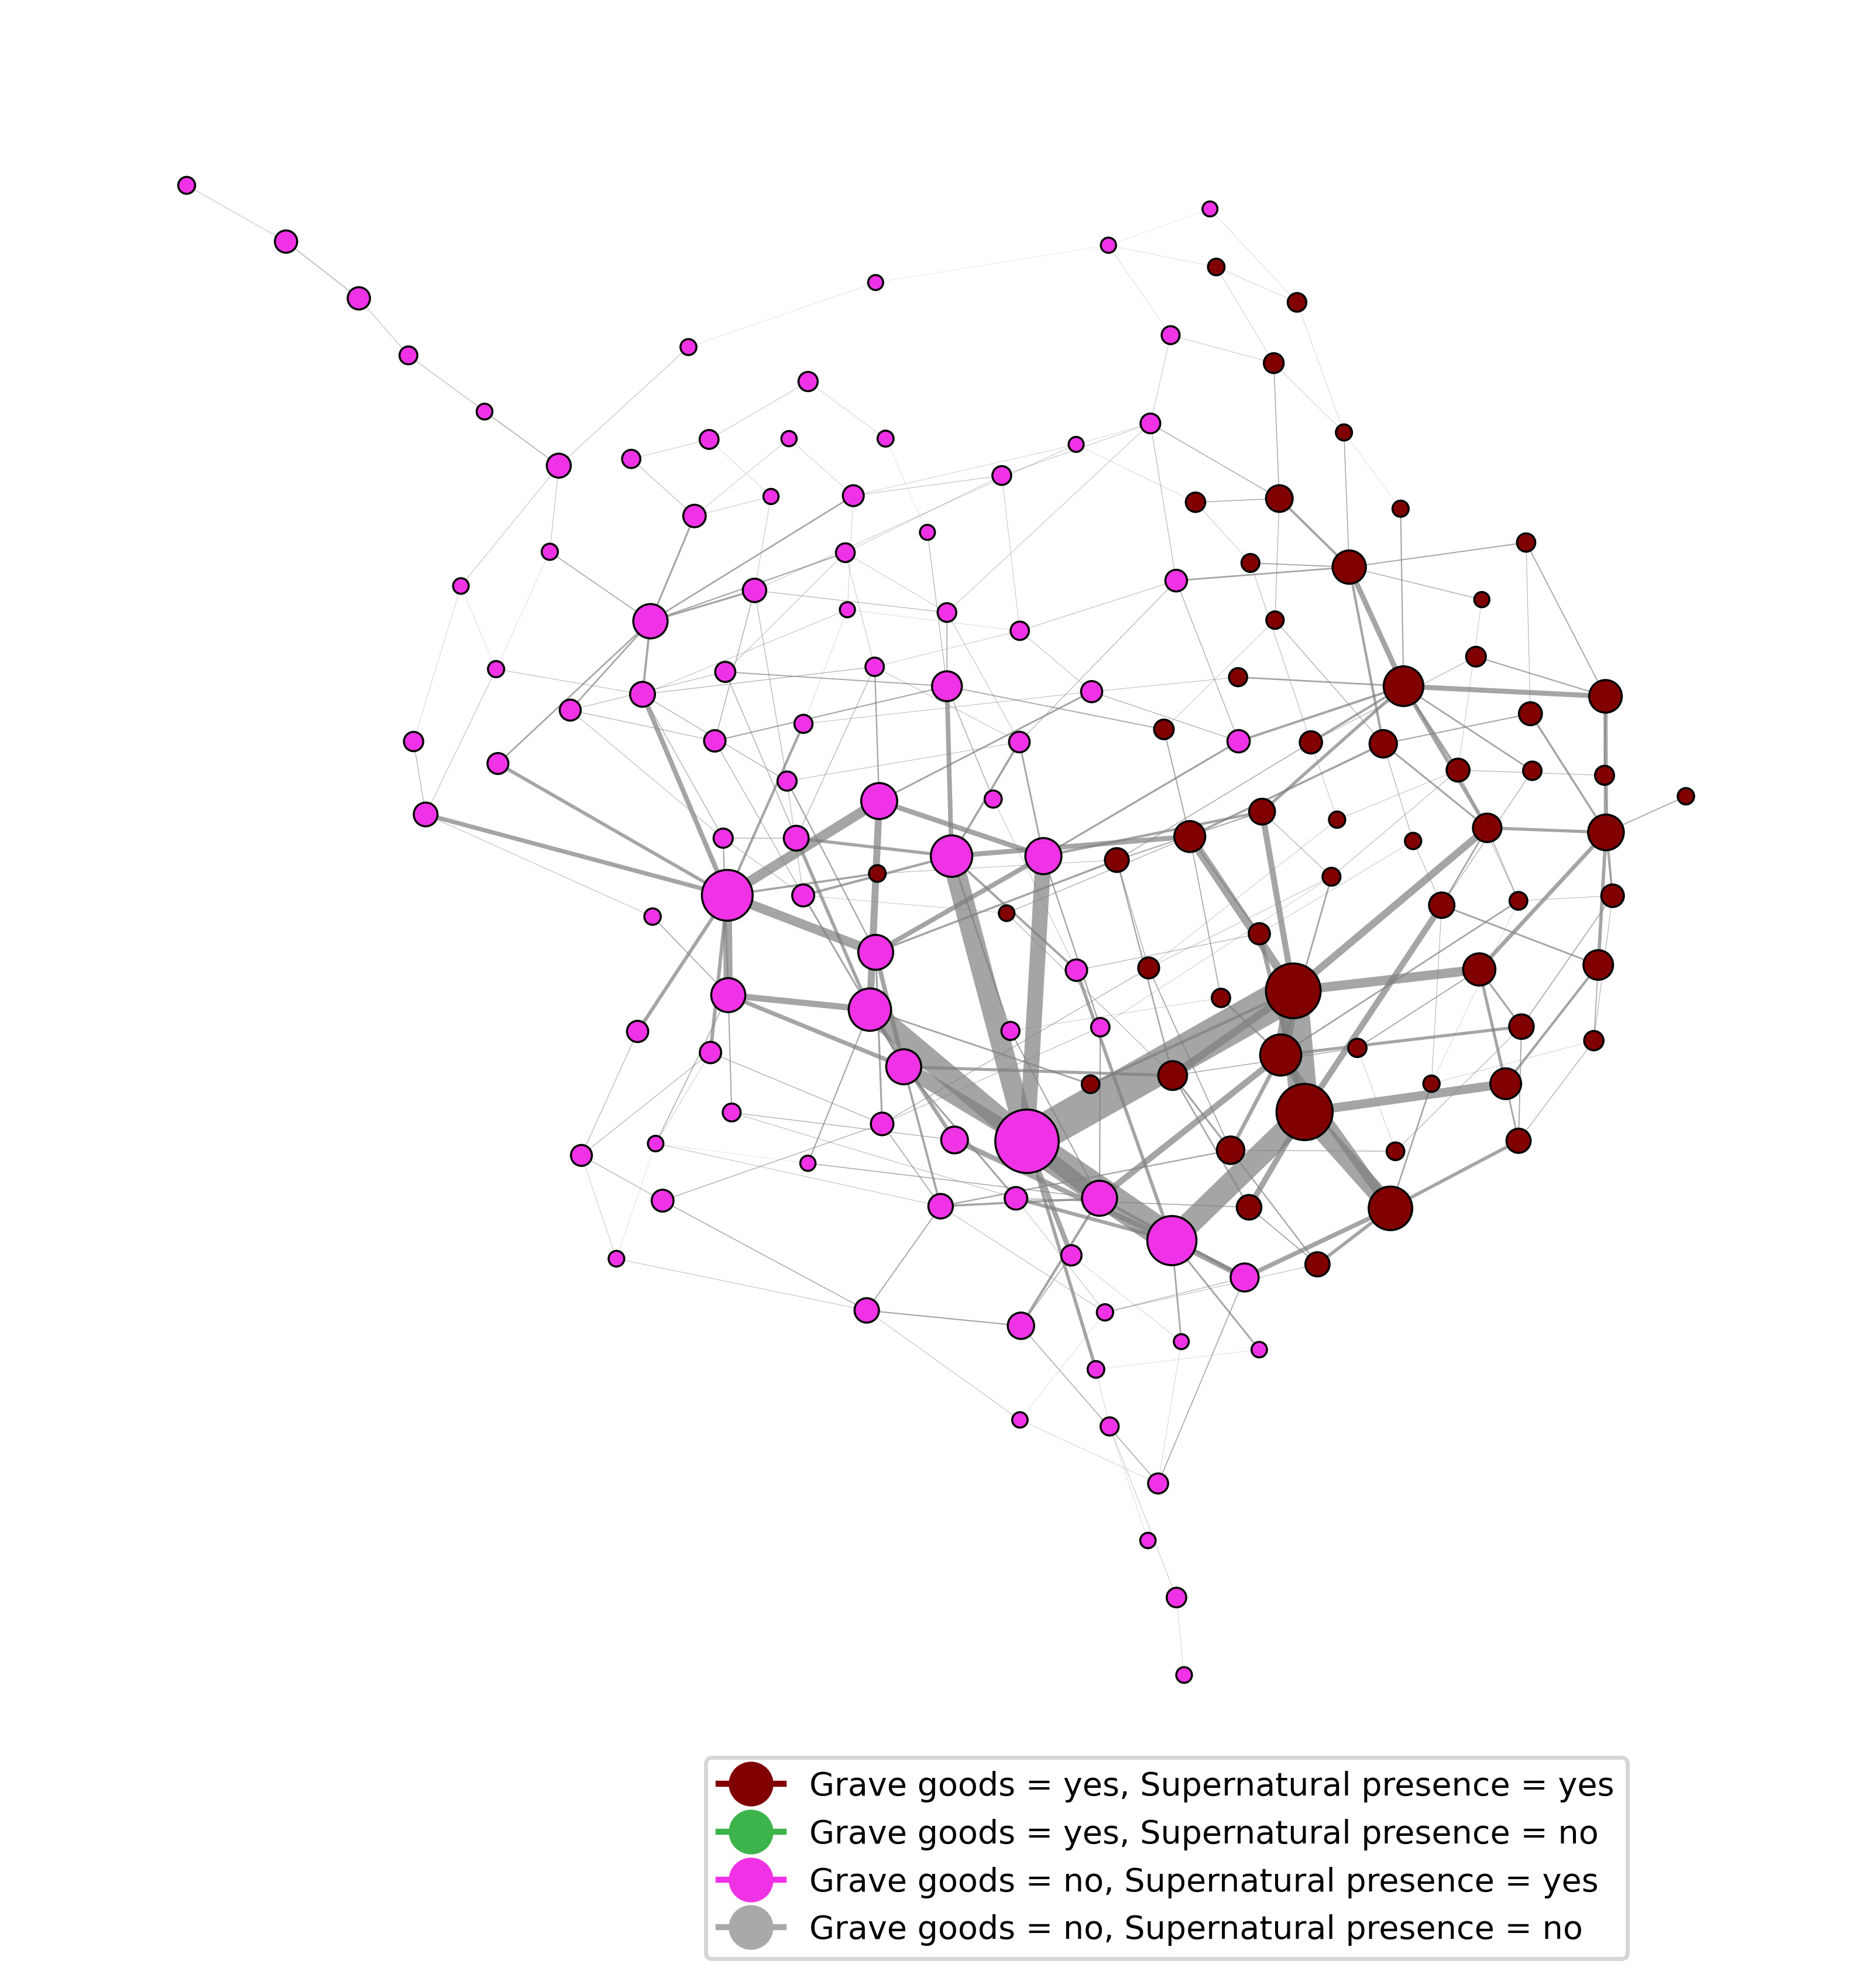 Grave goods = yes, Supernatural presence = yes
Grave goods = yes, Supernatural presence = no
Grave goods = no, Supernatural presence = yes
Grave goods = no, Supernatural presence = no